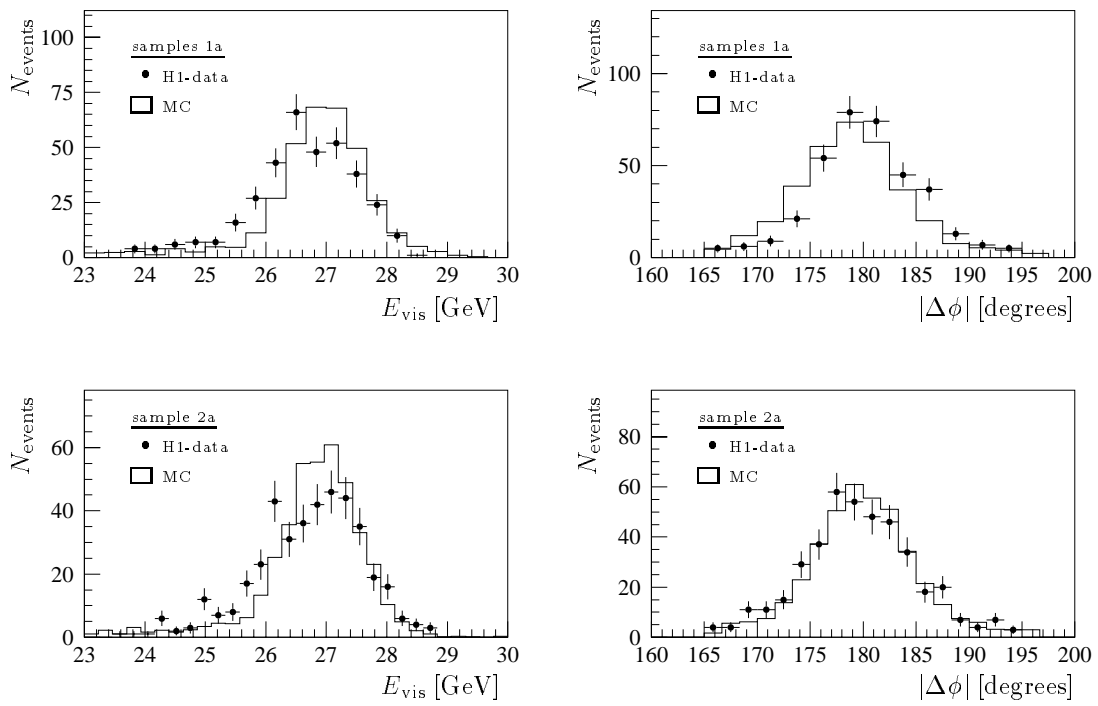 N_events
100
75
50
25
0
samples 1a
H1-data
MC
23 24 25 26 27 28 29 30
E_vis [GeV]
N_events
100
50
0
samples 1a
H1-data
MC
160 165 170 175 180 185 190 195 200
|Δϕ| [degrees]
N_events
60
40
20
0
sample 2a
H1-data
MC
23 24 25 26 27 28 29 30
E_vis [GeV]
N_events
80
60
40
20
0
sample 2a
H1-data
MC
160 165 170 175 180 185 190 195 200
|Δϕ| [degrees]